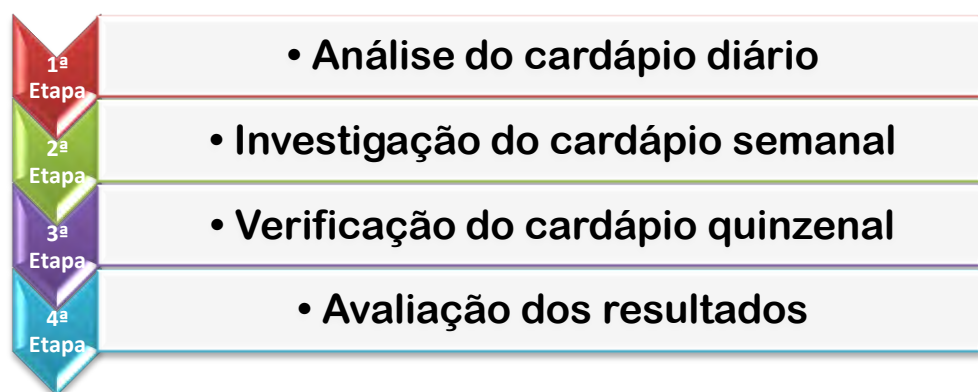 1ª
Etapa
• Análise do cardápio diário
2ª
Etapa
• Investigação do cardápio semanal
3ª
Etapa
• Verificação do cardápio quinzenal
4ª
Etapa
• Avaliação dos resultados